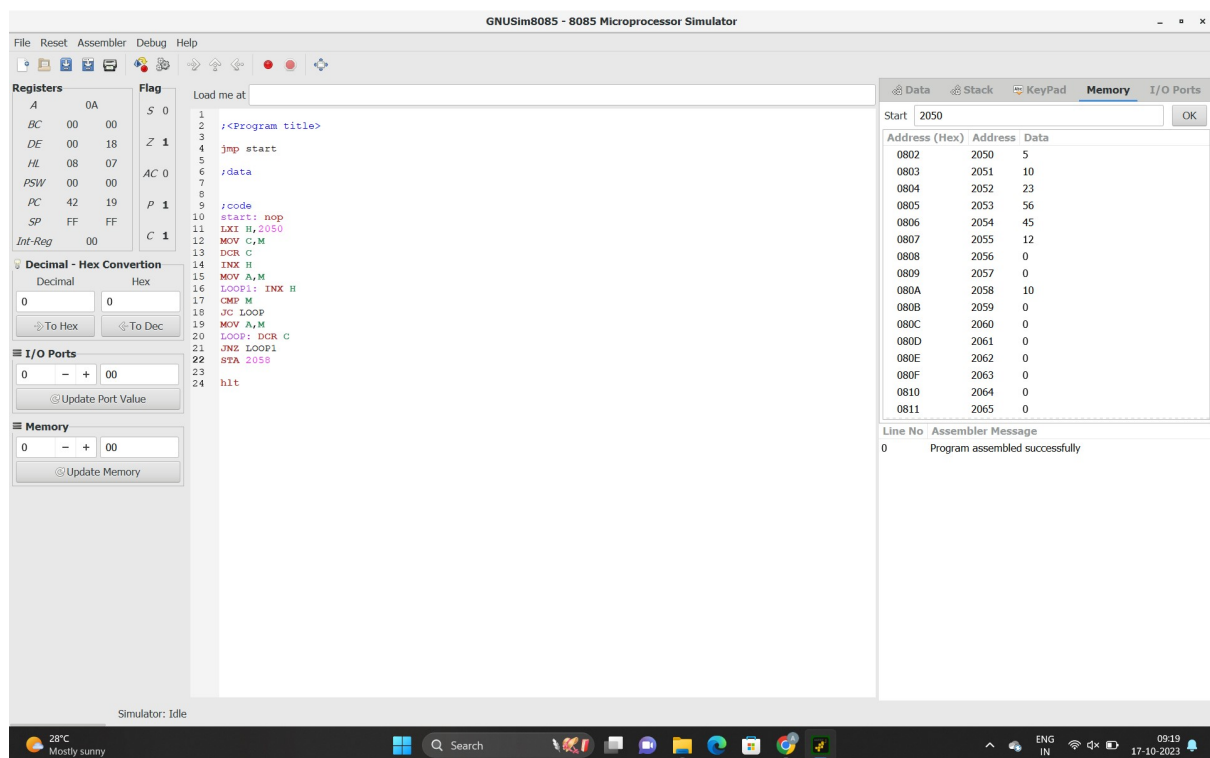 GNUSim8085 - 8085 Microprocessor Simulator
File Reset Assembler Debug Help
Registers
A 0A
BC 00 00
DE 00 18
HL 08 07
PSW 00 00
PC 42 19
SP FF FF
Int-Reg 00
Flag
S 0
Z 1
AC 0
P 1
C 1
Decimal - Hex Convertion
Decimal Hex
0 0
To Hex To Dec
I/O Ports
0 - + 00
Update Port Value
Memory
0 - + 00
Update Memory
Load me at
1
2 ;<Program title>
3
4 jmp start
5
6 ;data
7
8
9 ;code
10 start: nop
11 LXI H,2050
12 MOV C,M
13 DCR C
14 INX H
15 MOV A,M
16 LOOP1: INX H
17 CMP M
18 JC LOOP
19 MOV A,M
20 LOOP: DCR C
21 JNZ LOOP1
22 STA 2058
23
24 hlt
Data Stack KeyPad Memory I/O Ports
Start 2050 OK
Address (Hex) Address Data
0802 2050 5
0803 2051 10
0804 2052 23
0805 2053 56
0806 2054 45
0807 2055 12
0808 2056 0
0809 2057 0
080A 2058 10
080B 2059 0
080C 2060 0
080D 2061 0
080E 2062 0
080F 2063 0
0810 2064 0
0811 2065 0
Line No Assembler Message
0 Program assembled successfully
Simulator: Idle
28°C
Mostly sunny
Search
ENG
IN
09:19
17-10-2023